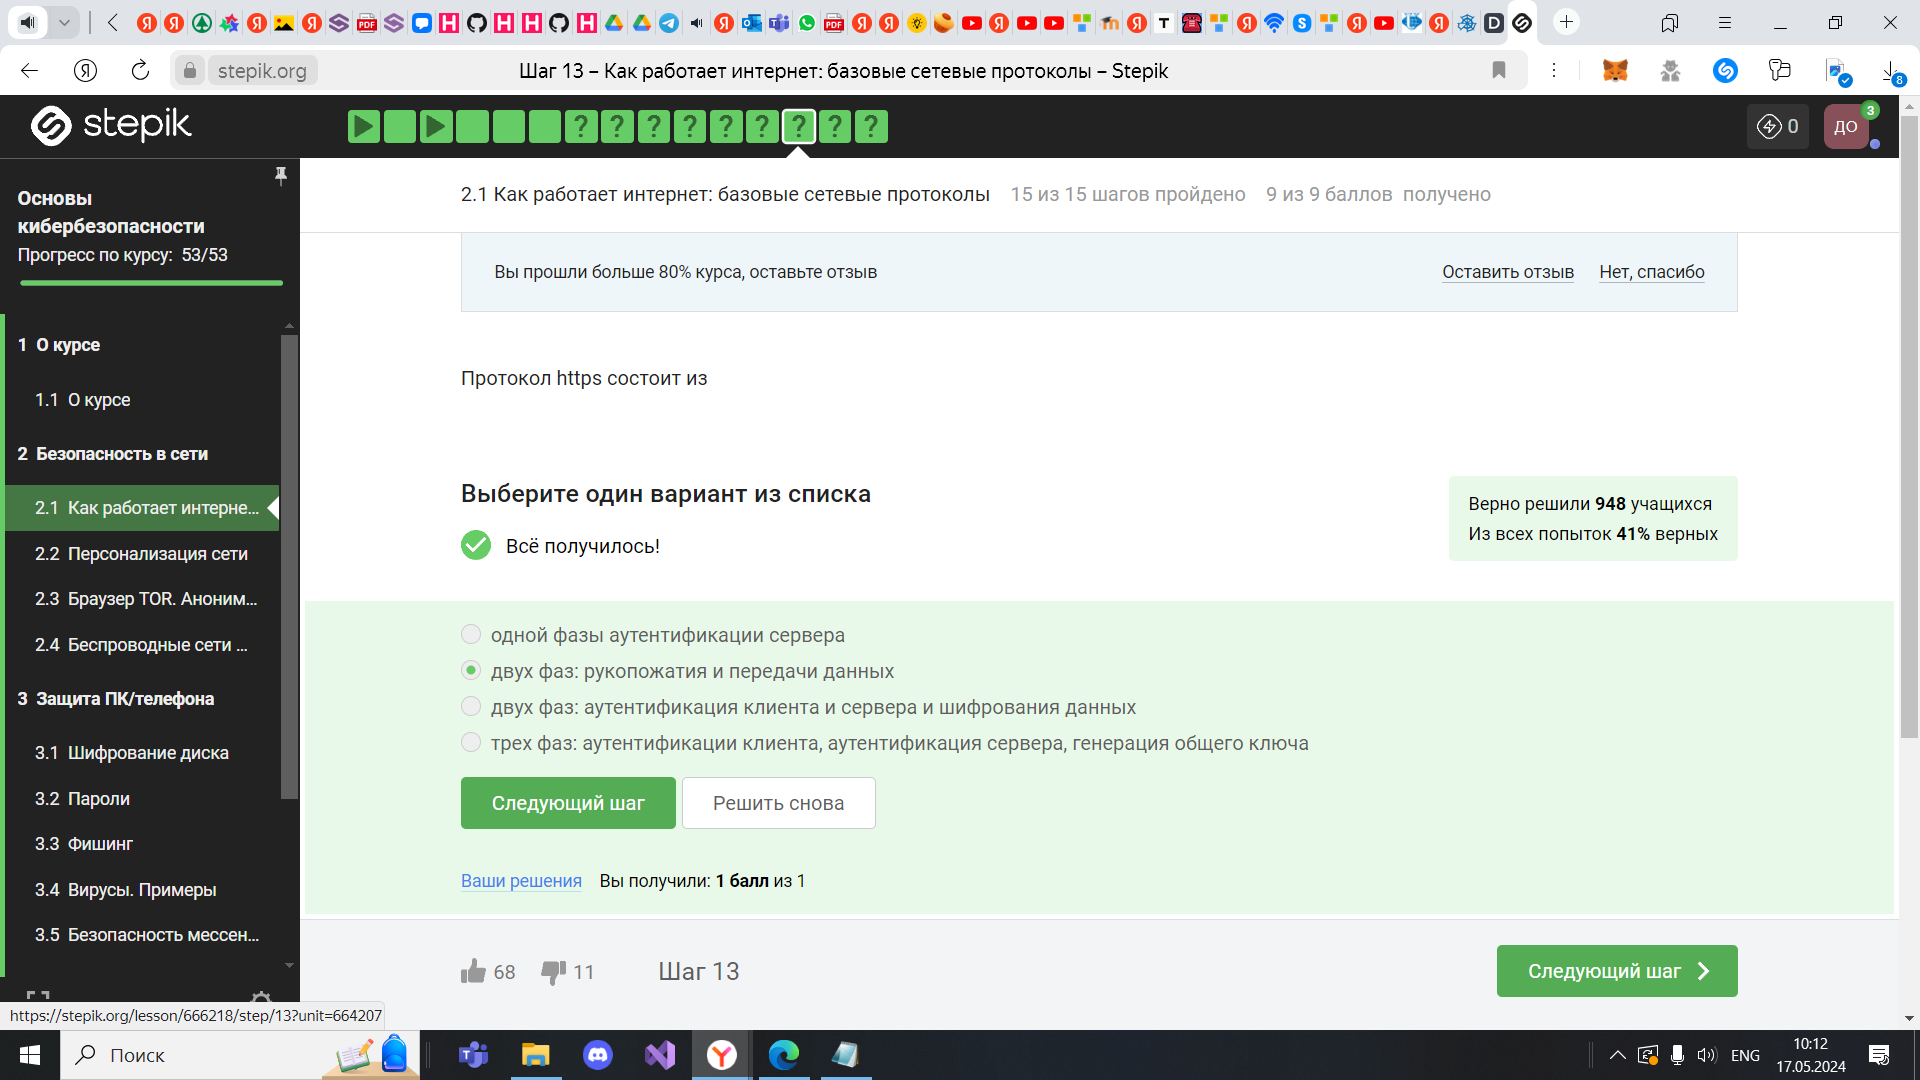 stepik.org
Шаг 13 – Как работает интернет: базовые сетевые протоколы – Stepik
8
stepik
? ? ? ? ? ? ? ? ?
0
ДО
3
Основы
кибербезопасности
Прогресс по курсу: 53/53
1 О курсе
1.1 О курсе
2 Безопасность в сети
2.1 Как работает интерне...
2.2 Персонализация сети
2.3 Браузер TOR. Аноним...
2.4 Беспроводные сети ...
3 Защита ПК/телефона
3.1 Шифрование диска
3.2 Пароли
3.3 Фишинг
3.4 Вирусы. Примеры
3.5 Безопасность мессен...
2.1 Как работает интернет: базовые сетевые протоколы 15 из 15 шагов пройдено 9 из 9 баллов получено
Вы прошли больше 80% курса, оставьте отзыв Оставить отзыв Нет, спасибо
Протокол https состоит из
Выберите один вариант из списка
Всё получилось!
Верно решили 948 учащихся
Из всех попыток 41% верных
одной фазы аутентификации сервера
двух фаз: рукопожатия и передачи данных
двух фаз: аутентификация клиента и сервера и шифрования данных
трех фаз: аутентификации клиента, аутентификация сервера, генерация общего ключа
Следующий шаг Решить снова
Ваши решения Вы получили: 1 балл из 1
68 11 Шаг 13 Следующий шаг
https://stepik.org/lesson/666218/step/13?unit=664207
Поиск
ENG
10:12
17.05.2024